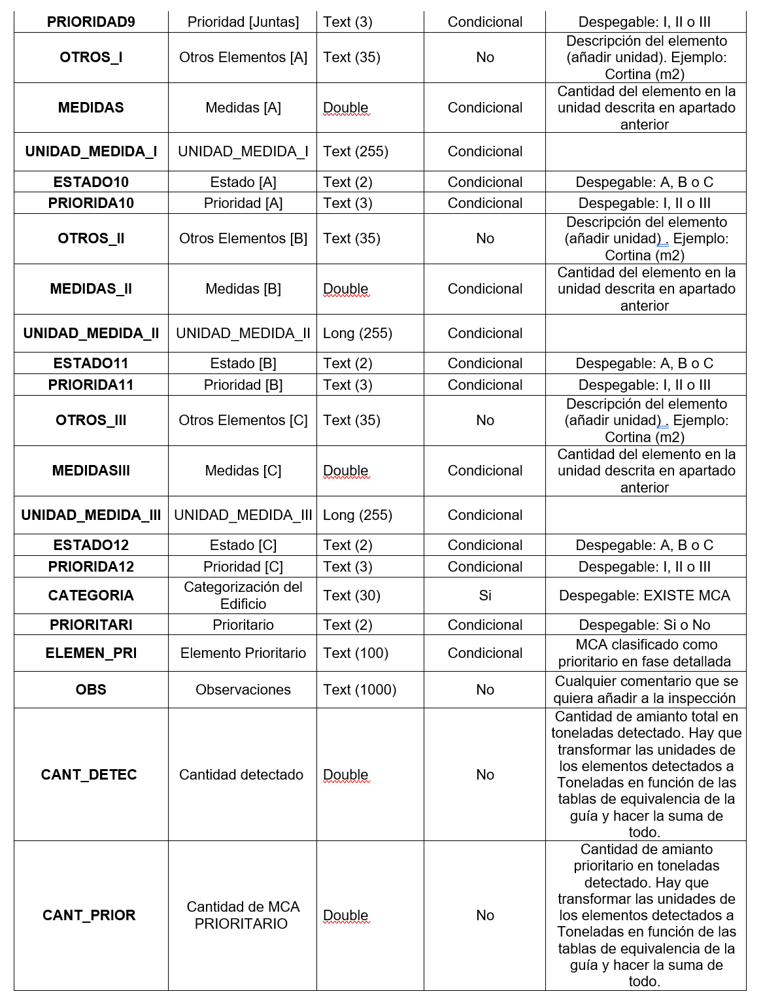 PRIORIDAD9 Prioridad [Juntas] Text (3) Condicional Despegable: I, II o III
OTROS_I Otros Elementos [A] Text (35) No Descripción del elemento
(añadir unidad). Ejemplo:
Cortina (m2)
MEDIDAS Medidas [A] Double Condicional Cantidad del elemento en la
unidad descrita en apartado
anterior
UNIDAD_MEDIDA_I UNIDAD_MEDIDA_I Text (255) Condicional
ESTADO10 Estado [A] Text (2) Condicional Despegable: A, B o C
PRIORIDA10 Prioridad [A] Text (3) Condicional Despegable: I, II o III
OTROS_II Otros Elementos [B] Text (35) No Descripción del elemento
(añadir unidad) . Ejemplo:
Cortina (m2)
MEDIDAS_II Medidas [B] Double Condicional Cantidad del elemento en la
unidad descrita en apartado
anterior
UNIDAD_MEDIDA_II UNIDAD_MEDIDA_II Long (255) Condicional
ESTADO11 Estado [B] Text (2) Condicional Despegable: A, B o C
PRIORIDA11 Prioridad [B] Text (3) Condicional Despegable: I, II o III
OTROS_III Otros Elementos [C] Text (35) No Descripción del elemento
(añadir unidad) . Ejemplo:
Cortina (m2)
MEDIDASIII Medidas [C] Double Condicional Cantidad del elemento en la
unidad descrita en apartado
anterior
UNIDAD_MEDIDA_III UNIDAD_MEDIDA_III Long (255) Condicional
ESTADO12 Estado [C] Text (2) Condicional Despegable: A, B o C
PRIORIDA12 Prioridad [C] Text (3) Condicional Despegable: I, II o III
CATEGORIA Categorización del
Edificio Text (30) Si Despegable: EXISTE MCA
PRIORITARI Prioritario Text (2) Condicional Despegable: Si o No
ELEMEN_PRI Elemento Prioritario Text (100) Condicional MCA clasificado como
prioritario en fase detallada
OBS Observaciones Text (1000) No Cualquier comentario que se
quiera añadir a la inspección
CANT_DETEC Cantidad detectado Double No Cantidad de amianto total en
toneladas detectado. Hay que
transformar las unidades de
los elementos detectados a
Toneladas en función de las
tablas de equivalencia de la
guía y hacer la suma de
todo.
CANT_PRIOR Cantidad de MCA
PRIORITARIO Double No Cantidad de amianto
prioritario en toneladas
detectado. Hay que
transformar las unidades de
los elementos detectados a
Toneladas en función de las
tablas de equivalencia de la
guía y hacer la suma de
todo.